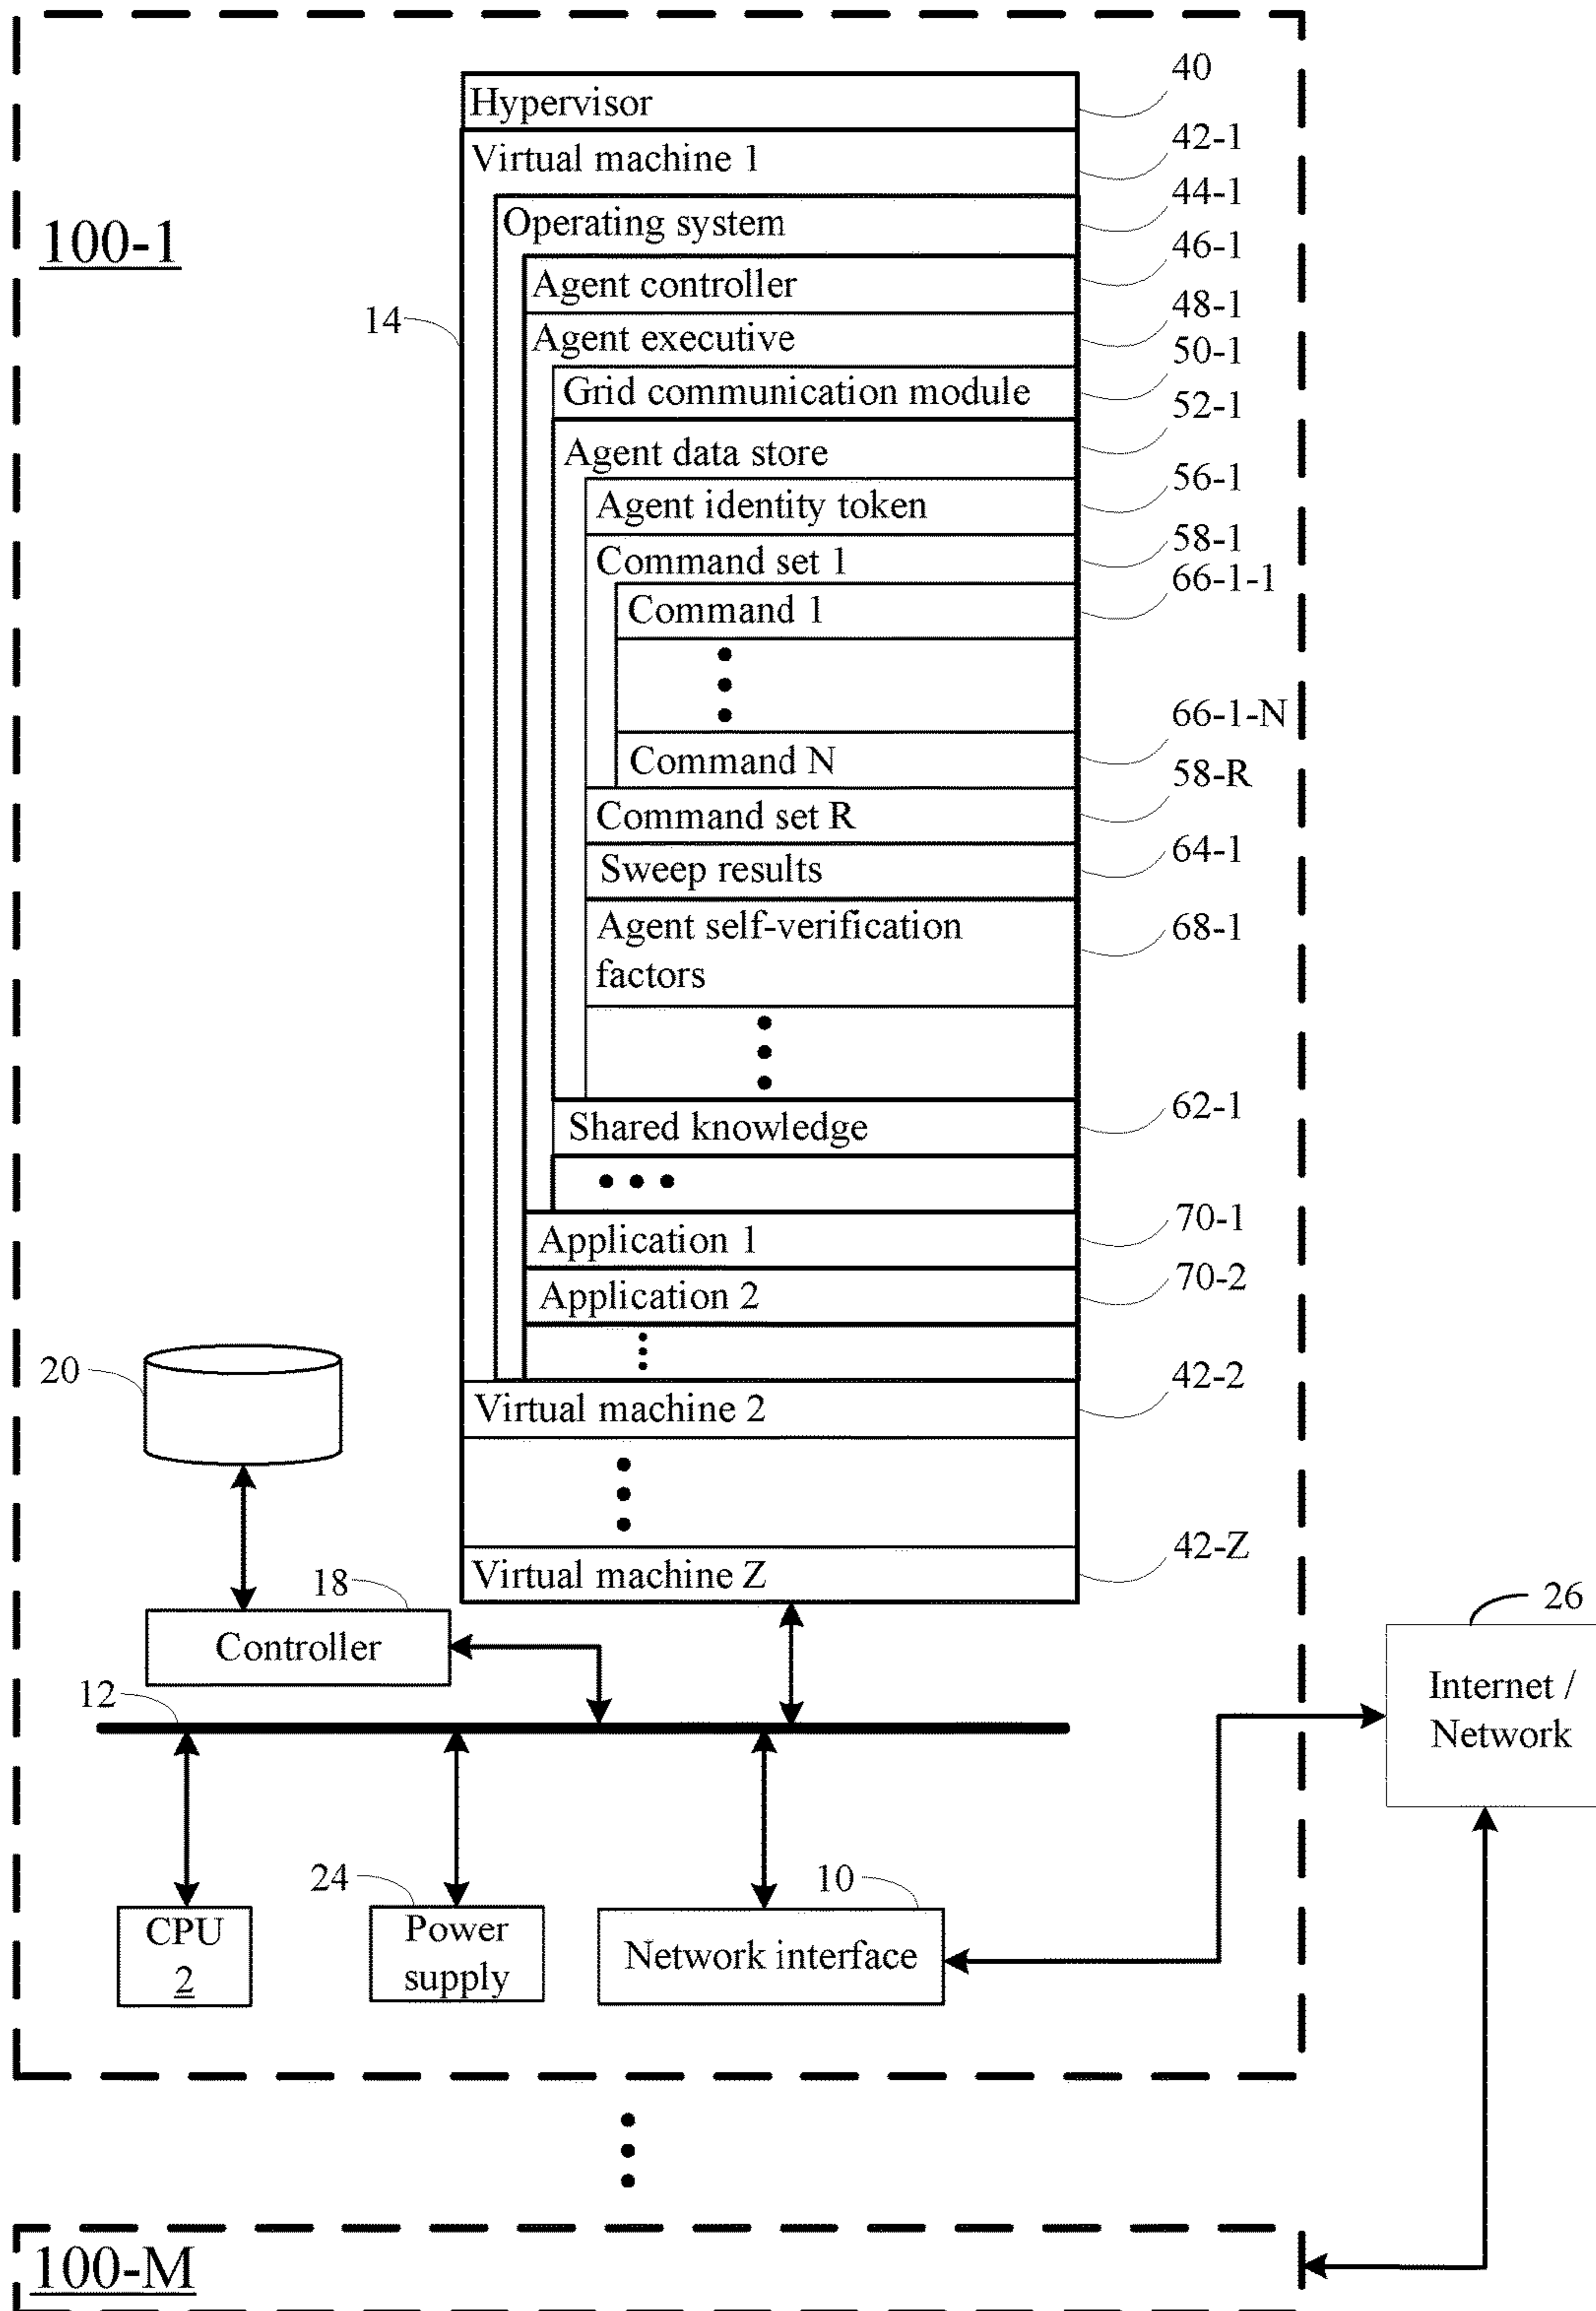 40
Hypervisor
42-1
Virtual machine 1
44-1
Operating system
100-1
46-1
Agent controller
48-1
14
Agent executive
50-1
Grid communication module
52-1
Agent data store
56-1
Agent identity token
58-1
Command set 1
66-1-1
Command 1
66-1-N
Command N
58-R
Command set R
64-1
Sweep results
68-1
Agent self-verification
factors
62-1
Shared knowledge
70-1
Application 1
70-2
Application 2
20
42-2
Virtual machine 2
42-Z
Virtual machine Z
18
Controller
26
Internet /
Network
12
24
10
CPU
2
Power
supply
Network interface
100-M